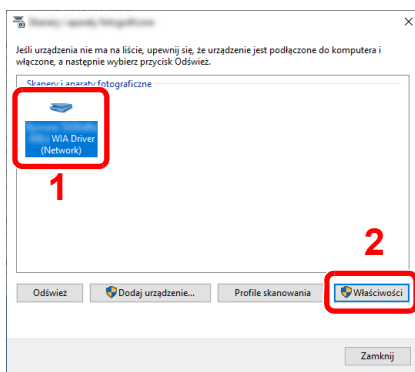 Jeśli urządzenia nie ma na liście, upewnij się, że urządzenie jest podłączone do komputera i
włączone, a następnie wybierz przycisk Odśwież.
Skanery i aparaty fotograficzne
WIA Driver
(Network)
1
2
Odśwież
Dodaj urządzenie...
Profile skanowania
Właściwości
Zamknij